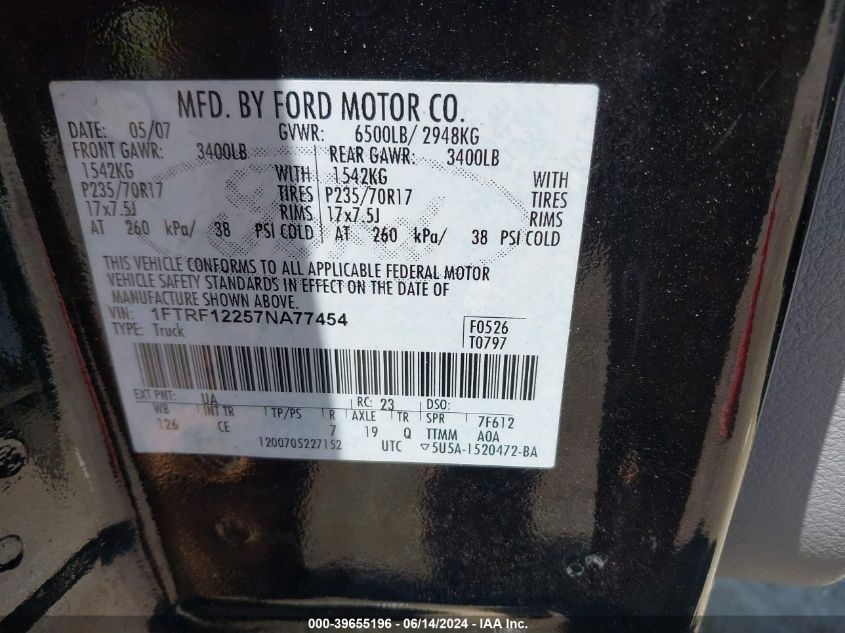 MFD. BY FORD MOTOR CO.
DATE: 05/07 GVWR: 6500LB/ 2948KG
FRONT GAWR: 3400LB REAR GAWR: 3400LB
1542KG WITH 1542KG WITH
P235/70R17 TIRES P235/70R17 TIRES
17x7.5J RIMS 17x7.5J RIMS
AT 260 kPa/ 38 PSI COLD AT 260 kPa/ 38 PSI COLD
THIS VEHICLE CONFORMS TO ALL APPLICABLE FEDERAL MOTOR
VEHICLE SAFETY STANDARDS IN EFFECT ON THE DATE OF
MANUFACTURE SHOWN ABOVE.
VIN: 1FTRF12257NA77454 F0526
TYPE: Truck T0797
EXT PNT: UA RC: 23 DSO:
WB INT TR TP/PS R AXLE TR SPR 7F612
126 CE 7 19 Q TTMM A0A
1200705227152 UTC ▽5U5A-1520472-BA
000-39655196 - 06/14/2024 - IAA Inc.